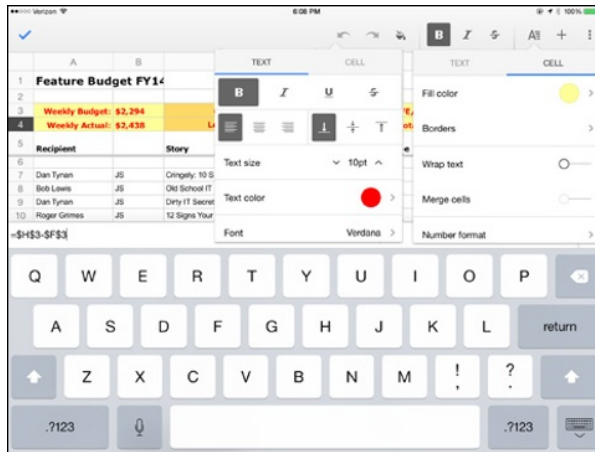 Verizon 6:08 PM 100%
B I S A +
A B
1 Feature Budget FY14
2
3 Weekly Budget: $2,294
4 Weekly Actual: $2,438
5 Recipient Story
6
7 Dan Tynan JS Cringely: 10 S
8 Bob Lewis JS Old School IT
9 Dan Tynan JS Dirty IT Secret
10 Roger Grimes JS 12 Signs Your
TEXT CELL
B I U S
Text size 10pt
Text color
Font Verdana
TEXT CELL
Fill color
Borders
Wrap text
Merge cells
Number format
=$H$3-$F$3
Q W E R T Y U I O P
A S D F G H J K L return
Z X C V B N M ! , ? .
.?123 .?123